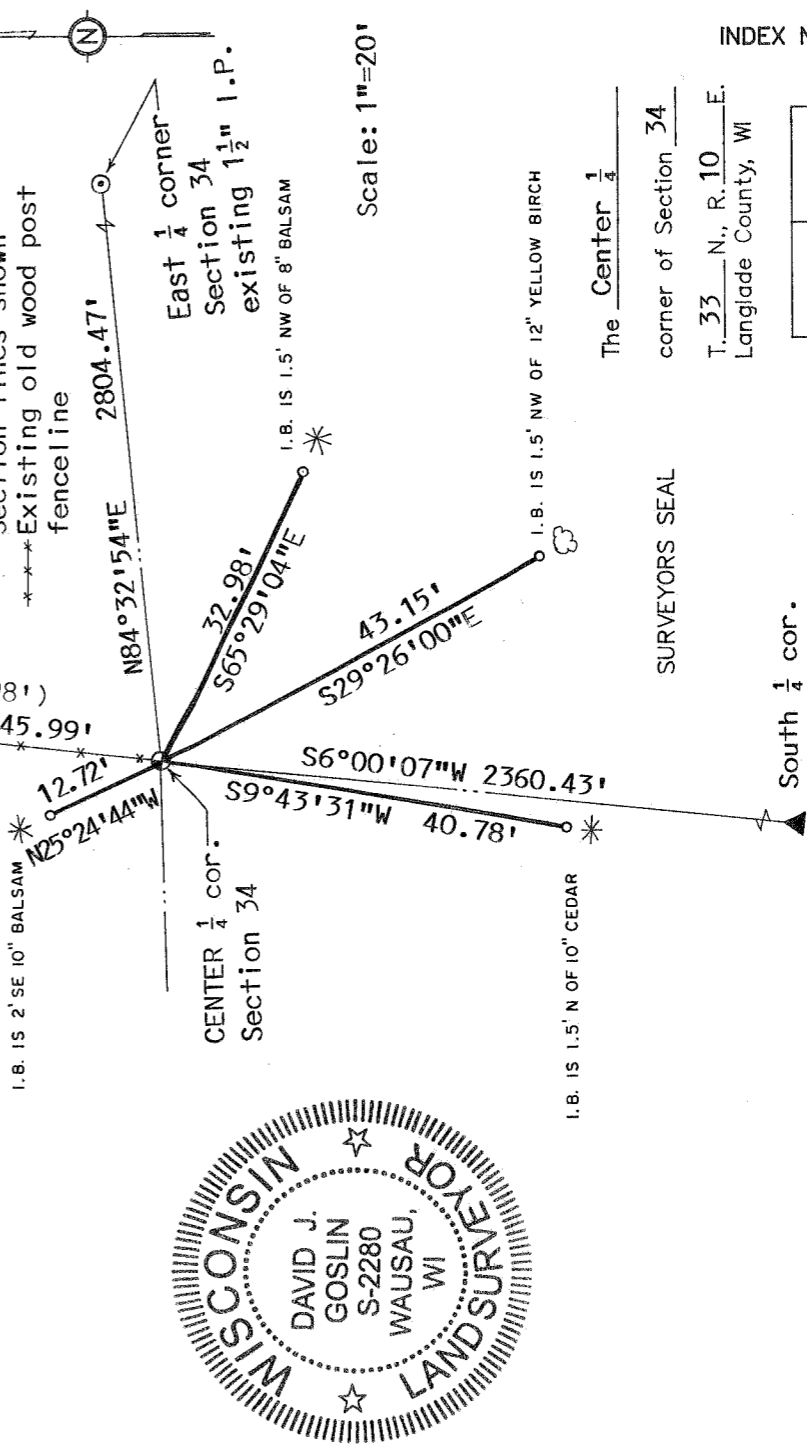 INDEX
N
East 1/4 corner
Section 34
existing 1 1/2" I.P.
Existing old wood post
fenceline
Scale: 1"=20'
2804.47'
N84°32'54"E
I.B. IS 1.5' NW OF 8" BALSAM
32.98'
S65°29'04"E
45.99'
12.72'
N25°24'44"W
I.B. IS 2' SE 10" BALSAM
43.15'
S29°26'00"E
I.B. IS 1.5' NW OF 12" YELLOW BIRCH
S6°00'07"W 2360.43'
S9°43'31"W 40.78'
CENTER 1/4 cor.
Section 34
I.B. IS 1.5' N OF 10" CEDAR
The Center 1/4
corner of Section 34
T. 33 N., R. 10 E.
Langlade County, WI
SURVEYORS SEAL
South 1/4 cor.
WISCONSIN
DAVID J.
GOSLIN
S-2280
WAUSAU,
WI
LAND SURVEYOR